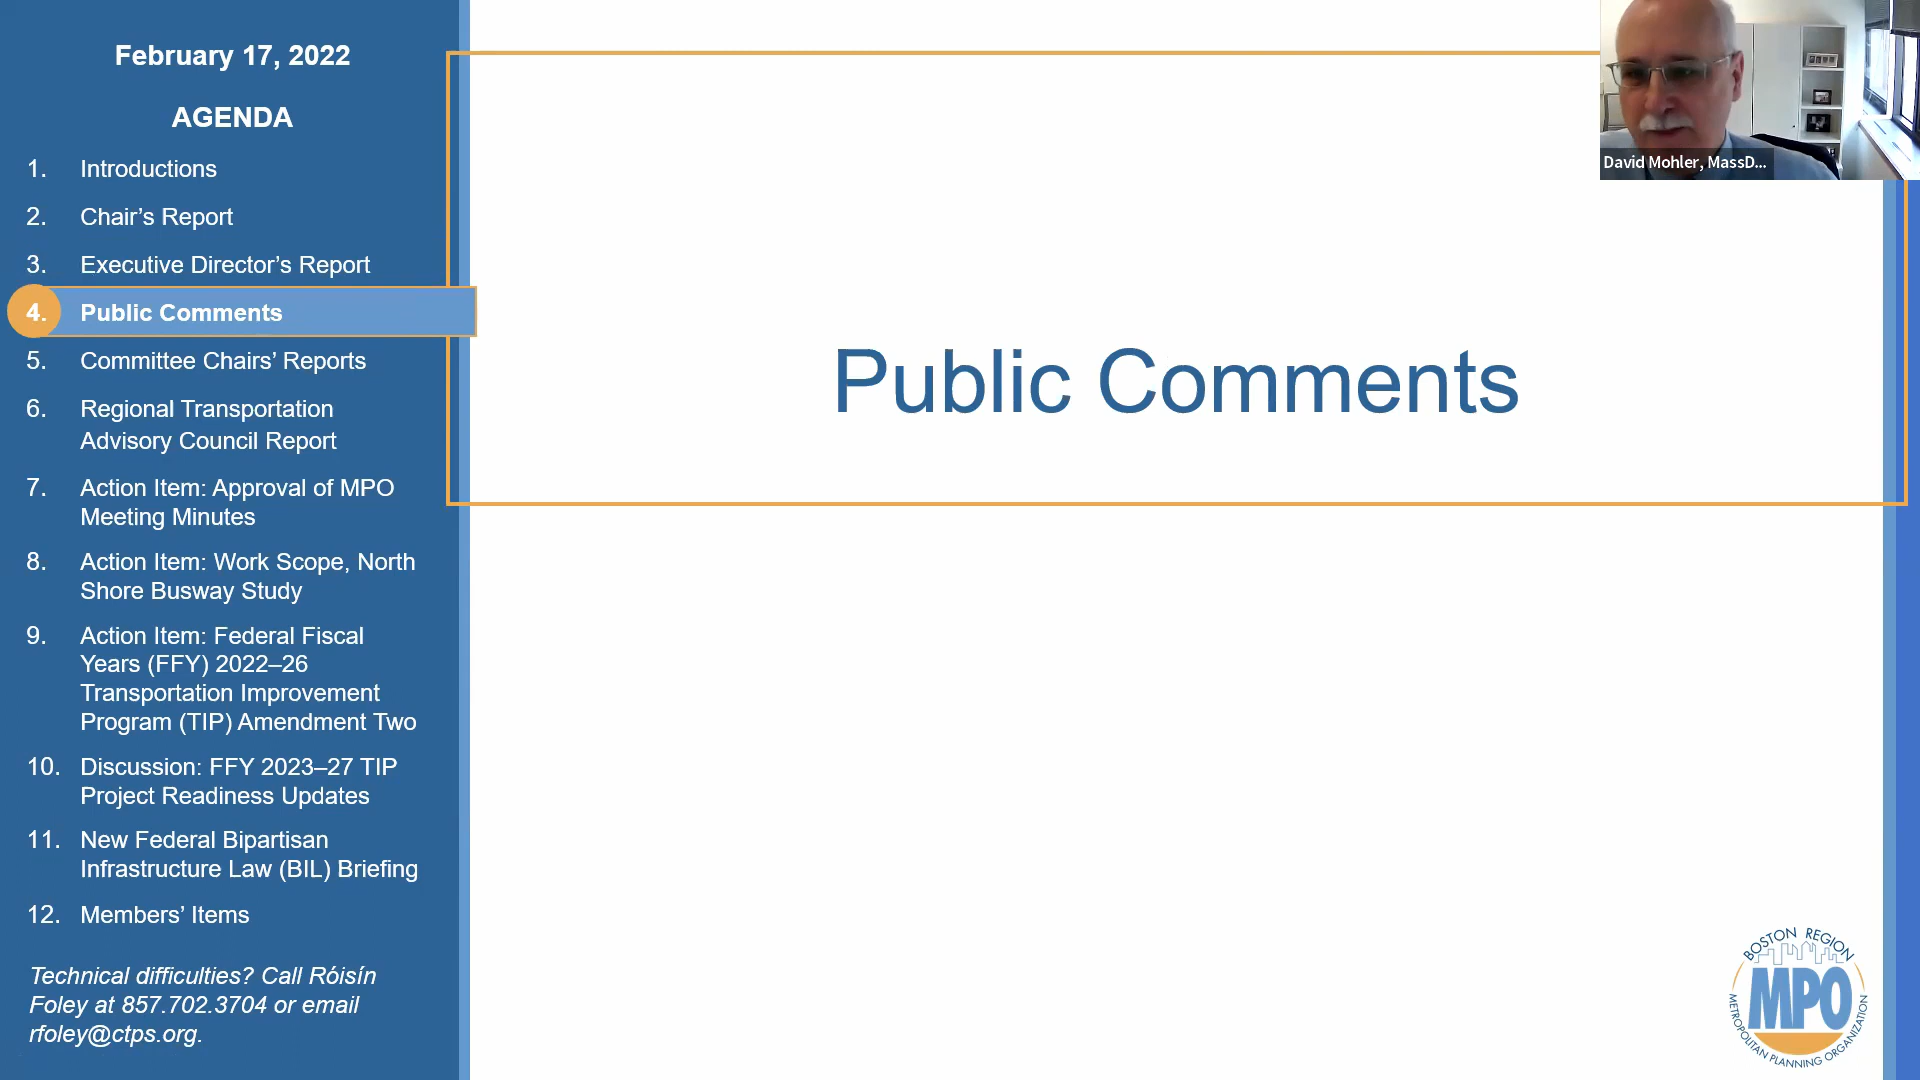 February 17, 2022
AGENDA
1. Introductions
2. Chair’s Report
3. Executive Director’s Report
4. Public Comments
5. Committee Chairs’ Reports
6. Regional Transportation
Advisory Council Report
7. Action Item: Approval of MPO
Meeting Minutes
8. Action Item: Work Scope, North
Shore Busway Study
9. Action Item: Federal Fiscal
Years (FFY) 2022–26
Transportation Improvement
Program (TIP) Amendment Two
10. Discussion: FFY 2023–27 TIP
Project Readiness Updates
11. New Federal Bipartisan
Infrastructure Law (BIL) Briefing
12. Members’ Items
Technical difficulties? Call Róisín
Foley at 857.702.3704 or email
rfoley@ctps.org.
Public Comments
David Mohler, MassD...
BOSTON REGION
MPO
METROPOLITAN PLANNING ORGANIZATION